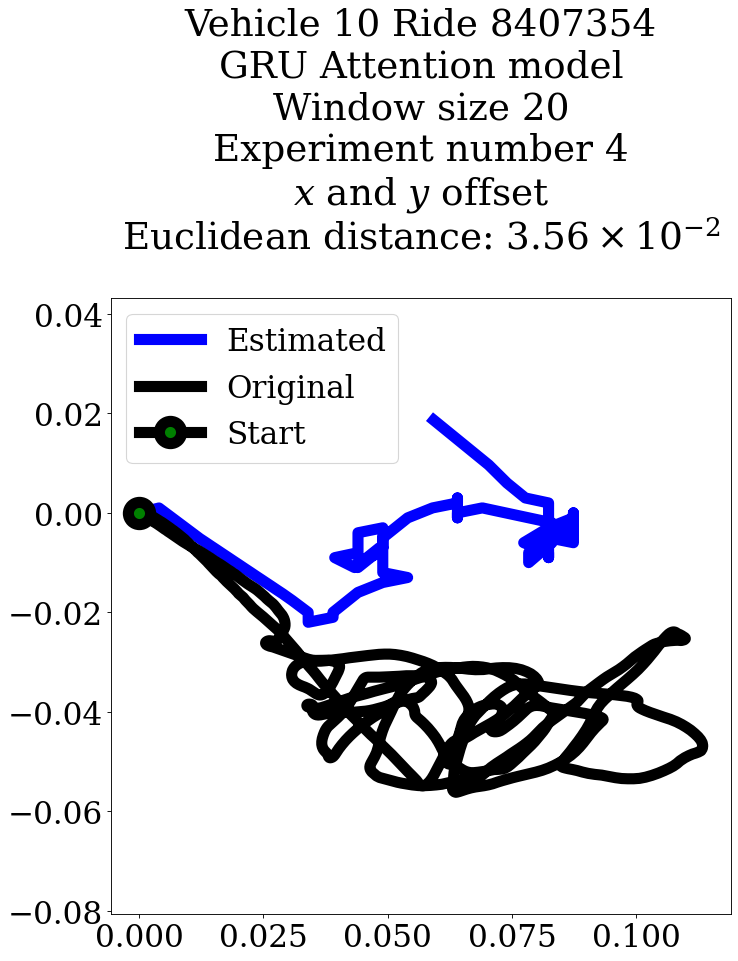 Vehicle 10 Ride 8407354
GRU Attention model
Window size 20
Experiment number 4
x and y offset
Euclidean distance: 3.56 × 10⁻²
Estimated
Original
Start
0.04
0.02
0.00
−0.02
−0.04
−0.06
−0.08
0.000 0.025 0.050 0.075 0.100